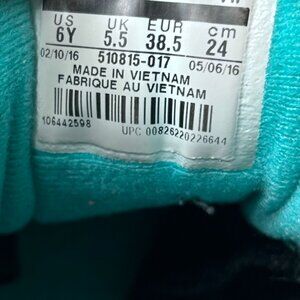 US UK EUR cm
6Y 5.5 38.5 24
02/10/16 510815-017 05/06/16
MADE IN VIETNAM
FABRIQUE AU VIETNAM
106442598
UPC 00826220226644